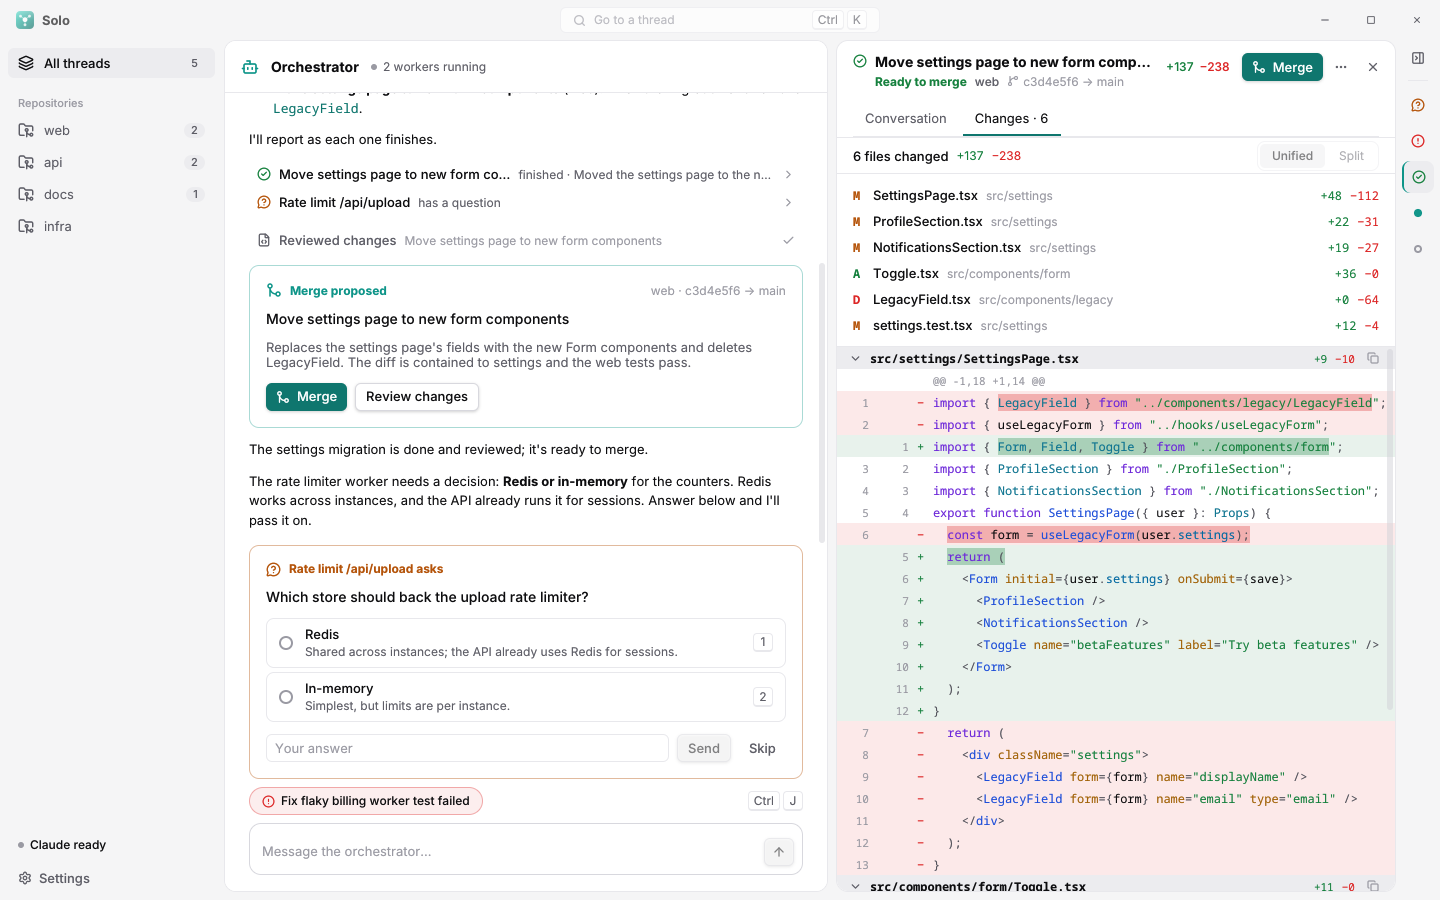 Solo
Go to a thread
Ctrl K
All threads 5
Repositories
web 2
api 2
docs 1
infra
Claude ready
Settings
Orchestrator 2 workers running
LegacyField.
I'll report as each one finishes.
Move settings page to new form co... finished · Moved the settings page to the n...
Rate limit /api/upload has a question
Reviewed changes Move settings page to new form components
Merge proposed web · c3d4e5f6 → main
Move settings page to new form components
Replaces the settings page's fields with the new Form components and deletes
LegacyField. The diff is contained to settings and the web tests pass.
Merge Review changes
The settings migration is done and reviewed; it's ready to merge.
The rate limiter worker needs a decision: Redis or in-memory for the counters. Redis
works across instances, and the API already runs it for sessions. Answer below and I'll
pass it on.
Rate limit /api/upload asks
Which store should back the upload rate limiter?
Redis
Shared across instances; the API already uses Redis for sessions.
1
In-memory
Simplest, but limits are per instance.
2
Your answer Send Skip
Fix flaky billing worker test failed Ctrl J
Message the orchestrator...
Move settings page to new form comp... +137 −238 Merge
Ready to merge web c3d4e5f6 → main
Conversation Changes · 6
6 files changed +137 −238 Unified Split
M SettingsPage.tsx src/settings +48 −112
M ProfileSection.tsx src/settings +22 −31
M NotificationsSection.tsx src/settings +19 −27
A Toggle.tsx src/components/form +36 −0
D LegacyField.tsx src/components/legacy +0 −64
M settings.test.tsx src/settings +12 −4
src/settings/SettingsPage.tsx +9 −10
@@ -1,18 +1,14 @@
1 − import { LegacyField } from "../components/legacy/LegacyField";
2 − import { useLegacyForm } from "../hooks/useLegacyForm";
1 + import { Form, Field, Toggle } from "../components/form";
3 2 import { ProfileSection } from "./ProfileSection";
4 3 import { NotificationsSection } from "./NotificationsSection";
5 4 export function SettingsPage({ user }: Props) {
6 − const form = useLegacyForm(user.settings);
5 + return (
6 + <Form initial={user.settings} onSubmit={save}>
7 + <ProfileSection />
8 + <NotificationsSection />
9 + <Toggle name="betaFeatures" label="Try beta features" />
10 + </Form>
11 + );
12 + }
7 − return (
8 − <div className="settings">
9 − <LegacyField form={form} name="displayName" />
10 − <LegacyField form={form} name="email" type="email" />
11 − </div>
12 − );
13 − }
src/components/form/Toggle.tsx +11 −0